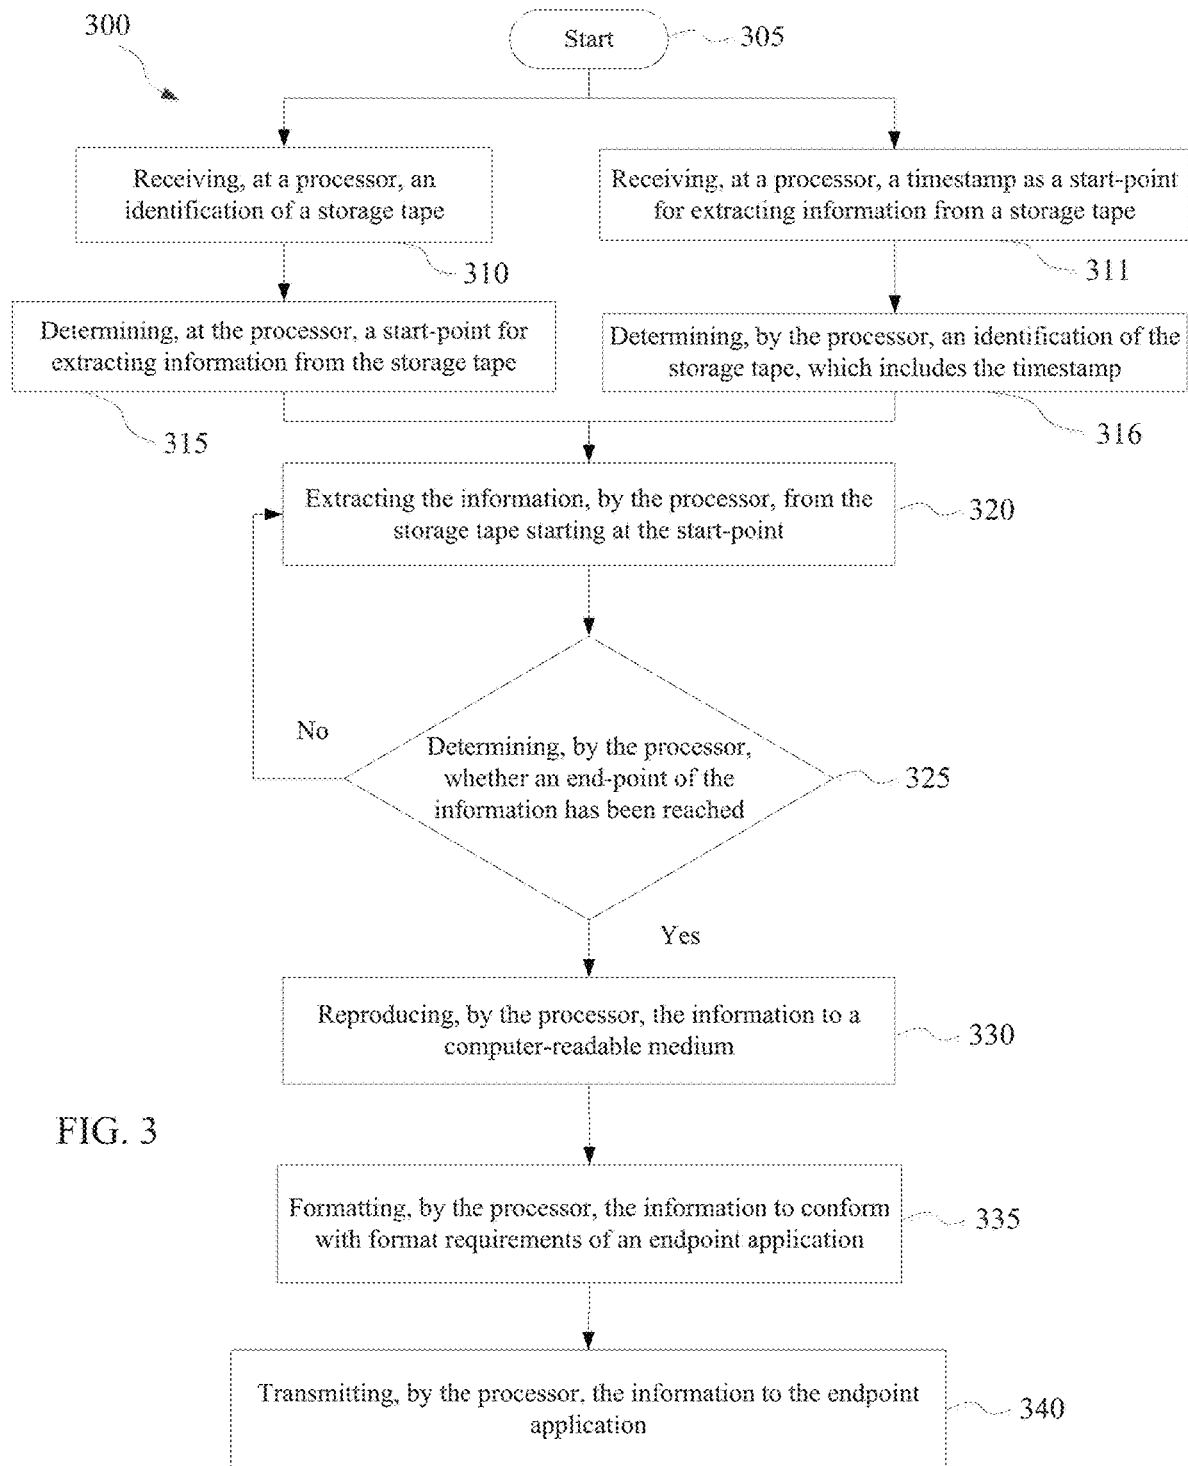 300
Start
305
Receiving, at a processor, an
identification of a storage tape
310
Receiving, at a processor, a timestamp as a start-point
for extracting information from a storage tape
311
Determining, at the processor, a start-point for
extracting information from the storage tape
315
Determining, by the processor, an identification of the
storage tape, which includes the timestamp
316
Extracting the information, by the processor, from the
storage tape starting at the start-point
320
No
Determining, by the processor,
whether an end-point of the
information has been reached
325
Yes
Reproducing, by the processor, the information to a
computer-readable medium
330
FIG. 3
Formatting, by the processor, the information to conform
with format requirements of an endpoint application
335
Transmitting, by the processor, the information to the endpoint
application
340